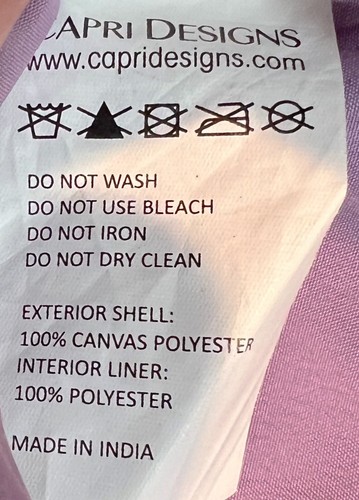 CAPRI DESIGNS
www.capridesigns.com
DO NOT WASH
DO NOT USE BLEACH
DO NOT IRON
DO NOT DRY CLEAN
EXTERIOR SHELL:
100% CANVAS POLYESTER
INTERIOR LINER:
100% POLYESTER
MADE IN INDIA